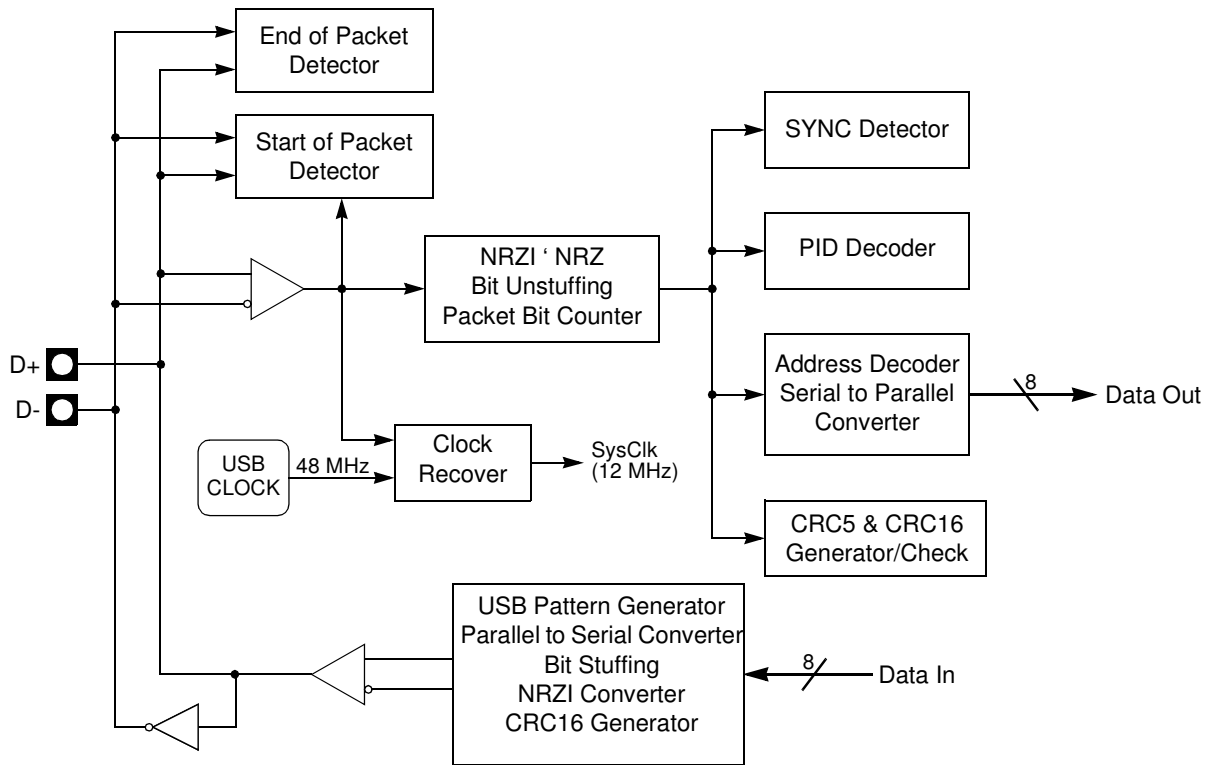 End of Packet
Detector
Start of Packet
Detector
SYNC Detector
NRZI ‘ NRZ
Bit Unstuffing
Packet Bit Counter
PID Decoder
D+
D-
Address Decoder
Serial to Parallel
Converter
8
Data Out
USB
CLOCK
48 MHz
Clock
Recover
SysClk
(12 MHz)
CRC5 & CRC16
Generator/Check
USB Pattern Generator
Parallel to Serial Converter
Bit Stuffing
NRZI Converter
CRC16 Generator
8
Data In